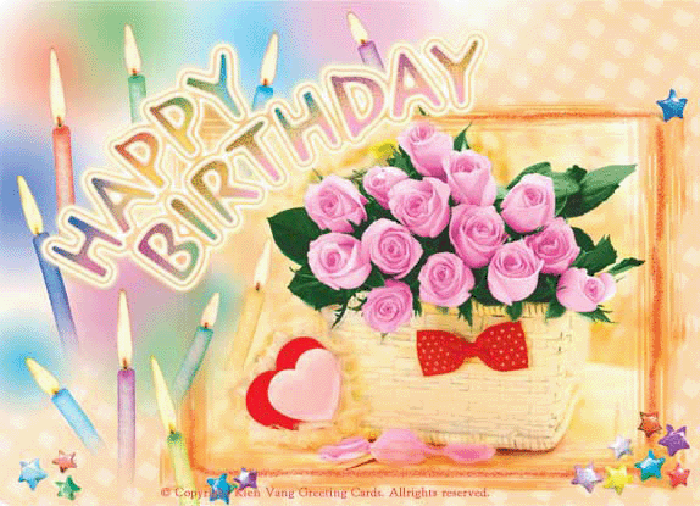 HAPPY
BIRTHDAY
© Copyright Kien Vang Greeting Cards. Allrights reserved.